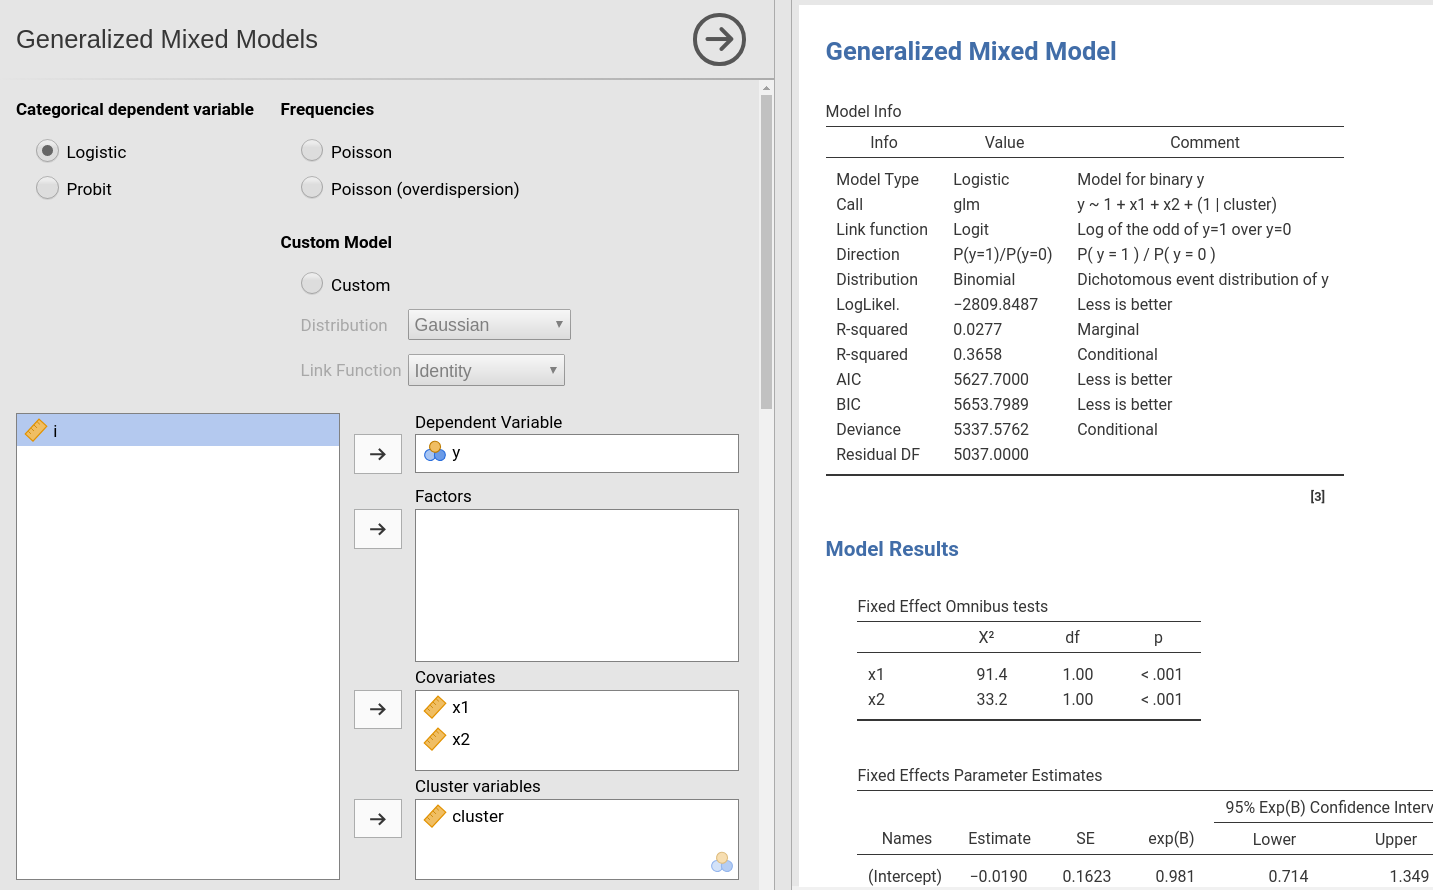 Generalized Mixed Models
Categorical dependent variable
Frequencies
Logistic
Poisson
Probit
Poisson (overdispersion)
Custom Model
Custom
Distribution Gaussian
Link Function Identity
i
Dependent Variable
y
Factors
Covariates
x1
x2
Cluster variables
cluster
Generalized Mixed Model
Model Info
Info Value Comment
Model Type Logistic Model for binary y
Call glm y ~ 1 + x1 + x2 + (1 | cluster)
Link function Logit Log of the odd of y=1 over y=0
Direction P(y=1)/P(y=0) P( y = 1 ) / P( y = 0 )
Distribution Binomial Dichotomous event distribution of y
LogLikel. −2809.8487 Less is better
R-squared 0.0277 Marginal
R-squared 0.3658 Conditional
AIC 5627.7000 Less is better
BIC 5653.7989 Less is better
Deviance 5337.5762 Conditional
Residual DF 5037.0000
[3]
Model Results
Fixed Effect Omnibus tests
X² df p
x1 91.4 1.00 < .001
x2 33.2 1.00 < .001
Fixed Effects Parameter Estimates
95% Exp(B) Confidence Interv
Names Estimate SE exp(B) Lower Upper
(Intercept) −0.0190 0.1623 0.981 0.714 1.349